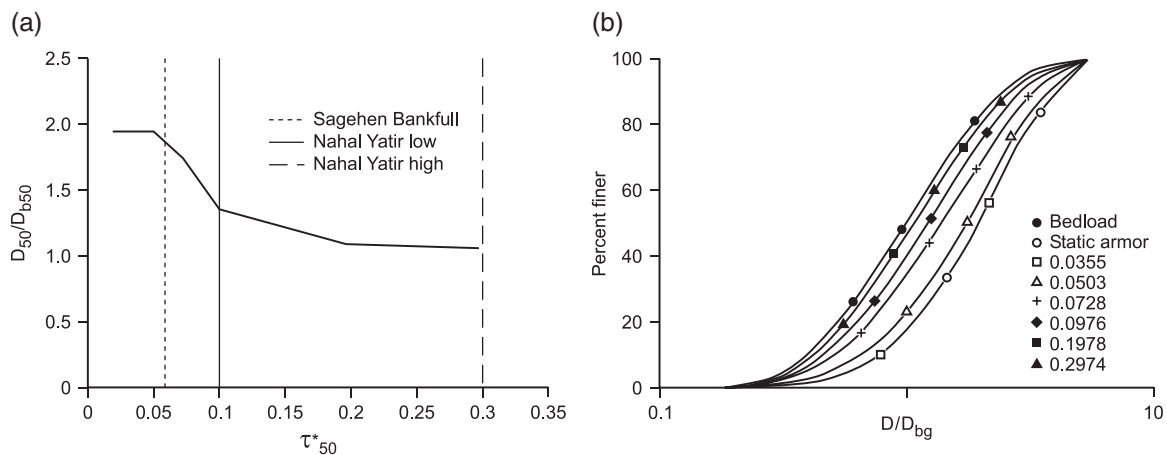 (a)
2.5
2.0
1.5
1.0
0.5
0
D50/Db50
Sagehen Bankfull
Nahal Yatir low
Nahal Yatir high
0 0.05 0.1 0.15 0.2 0.25 0.3 0.35
τ*50
(b)
100
80
60
40
20
0
Percent finer
Bedload
Static armor
0.0355
0.0503
0.0728
0.0976
0.1978
0.2974
0.1 10
D/Dbg